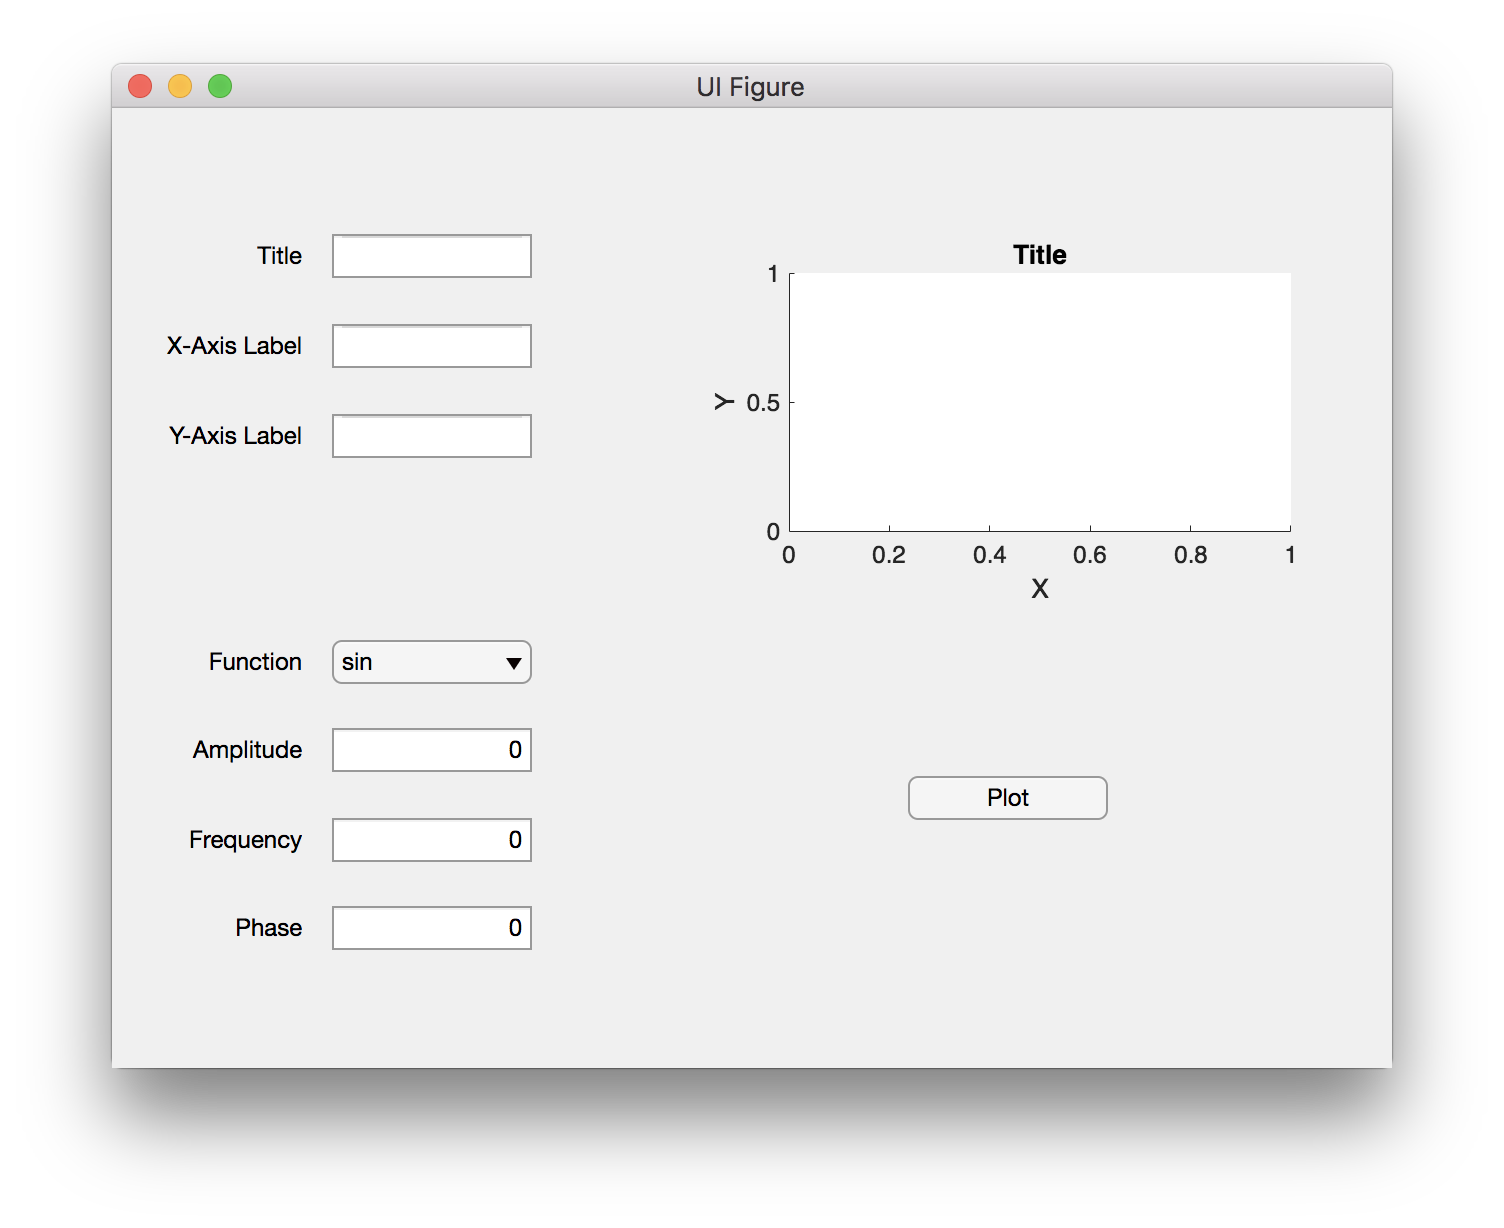 UI Figure
Title
X-Axis Label
Y-Axis Label
Function sin
Amplitude 0
Frequency 0
Phase 0
Title
1
0.5
0
Y
0 0.2 0.4 0.6 0.8 1
X
Plot